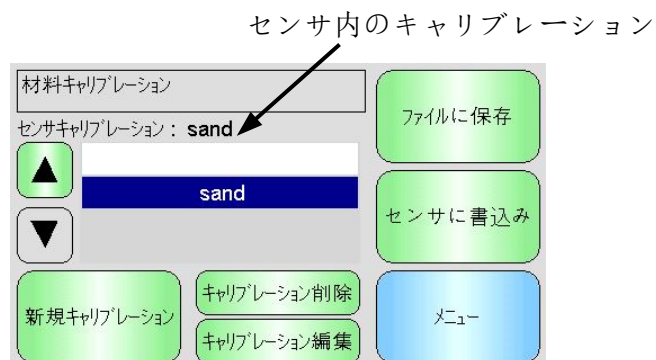 センサ内のキャリブレーション
材料ｷｬﾘﾌﾞﾚｰｼｮﾝ
ｾﾝｻｷｬﾘﾌﾞﾚｰｼｮﾝ： sand
sand
ﾌｧｲﾙに保存
センサに書込み
新規ｷｬﾘﾌﾞﾚｰｼｮﾝ
ｷｬﾘﾌﾞﾚｰｼｮﾝ削除
ｷｬﾘﾌﾞﾚｰｼｮﾝ編集
ﾒﾆｭｰ